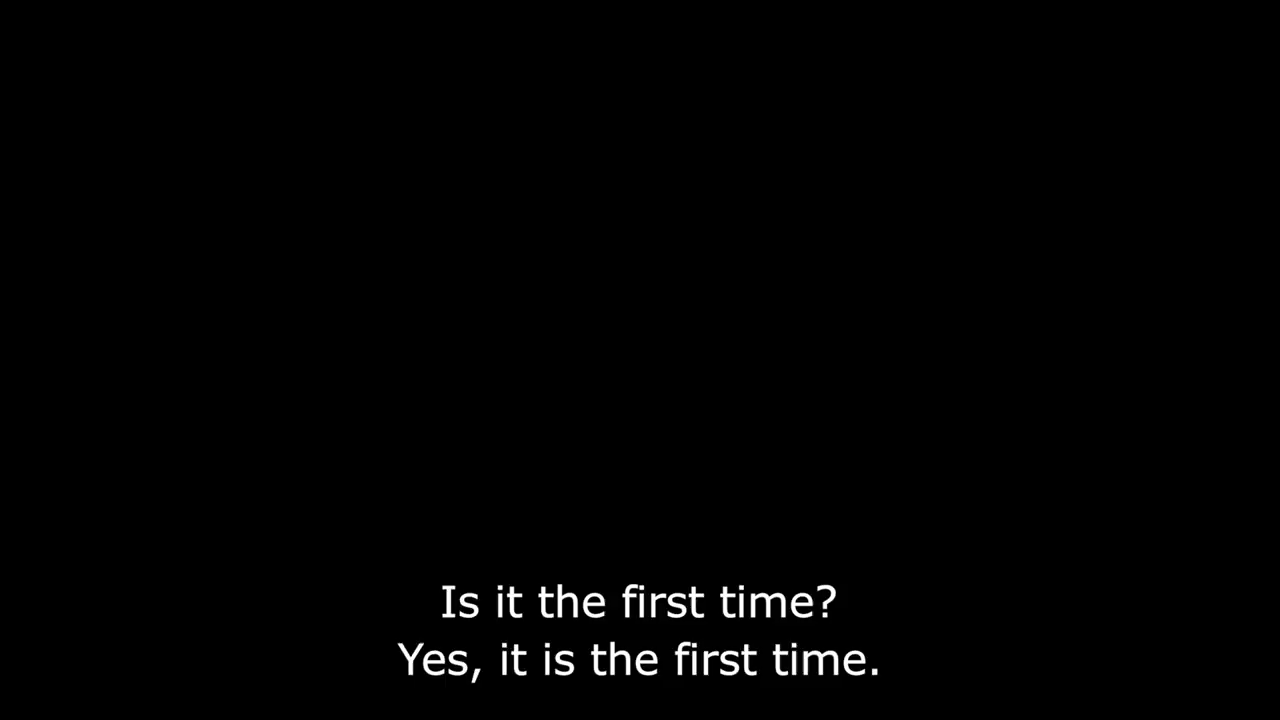 Is it the first time?
Yes, it is the first time.